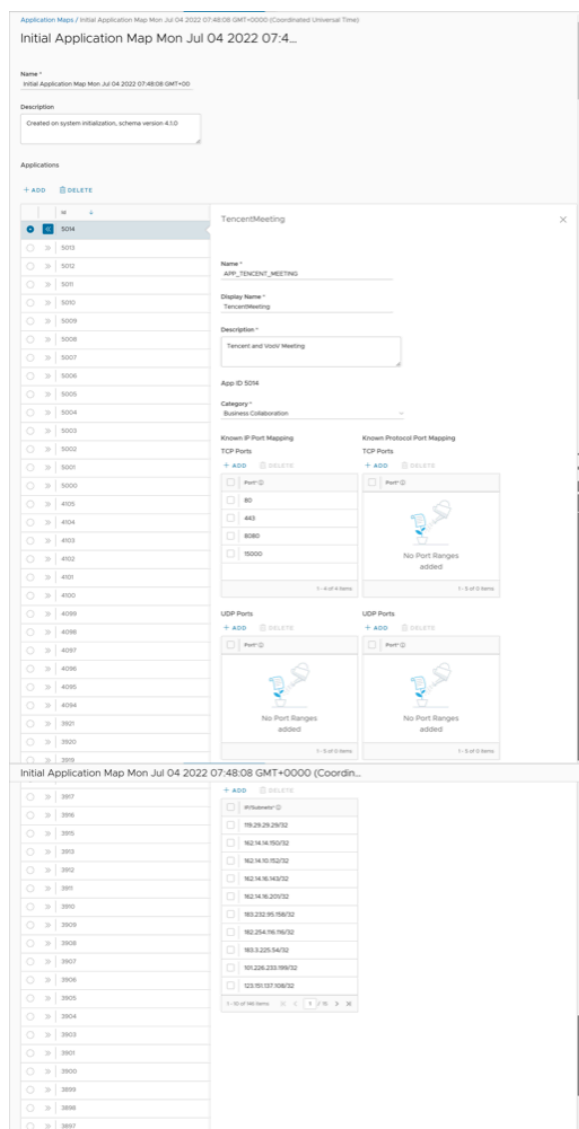 Application Maps / Initial Application Map Mon Jul 04 2022 07:48:08 GMT+0000 (Coordinated Universal Time)
Initial Application Map Mon Jul 04 2022 07:4...
Name *
Initial Application Map Mon Jul 04 2022 07:48:08 GMT+00
Description
Created on system initialization, schema version 4.1.0
Applications
+ ADD DELETE
Id
5014
5013
5012
5011
5010
5009
5008
5007
5006
5005
5004
5003
5002
5001
5000
4105
4104
4103
4102
4101
4100
4099
4098
4097
4096
4095
4094
3921
3920
3919
TencentMeeting
Name *
APP_TENCENT_MEETING
Display Name *
TencentMeeting
Description *
Tencent and VooV Meeting
App ID 5014
Category *
Business Collaboration
Known IP Port Mapping
TCP Ports
+ ADD DELETE
Port*
80
443
8080
15000
1 - 4 of 4 items
Known Protocol Port Mapping
TCP Ports
+ ADD DELETE
Port*
No Port Ranges
added
1 - 5 of 0 items
UDP Ports
+ ADD DELETE
Port*
No Port Ranges
added
1 - 5 of 0 items
UDP Ports
+ ADD DELETE
Port*
No Port Ranges
added
1 - 5 of 0 items
Initial Application Map Mon Jul 04 2022 07:48:08 GMT+0000 (Coordin...
3917
3916
3915
3913
3912
3911
3910
3909
3908
3907
3906
3905
3904
3903
3901
3900
3899
3898
3897
+ ADD DELETE
IP/Subnets*
119.29.29.29/32
162.14.14.150/32
162.14.10.152/32
162.14.16.143/32
162.14.16.201/32
183.232.95.158/32
182.254.116.116/32
183.3.225.54/32
101.226.233.199/32
123.151.137.108/32
1 - 10 of 146 items 1 / 15